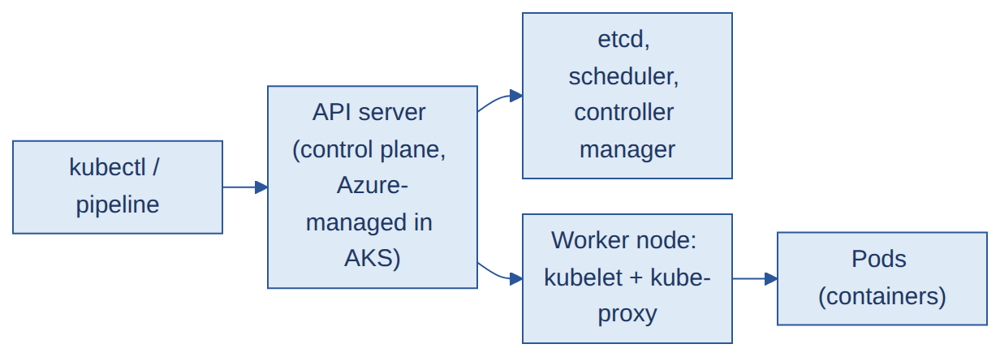 kubectl /
pipeline
API server
(control plane,
Azure-
managed in
AKS)
etcd,
scheduler,
controller
manager
Worker node:
kubelet + kube-
proxy
Pods
(containers)